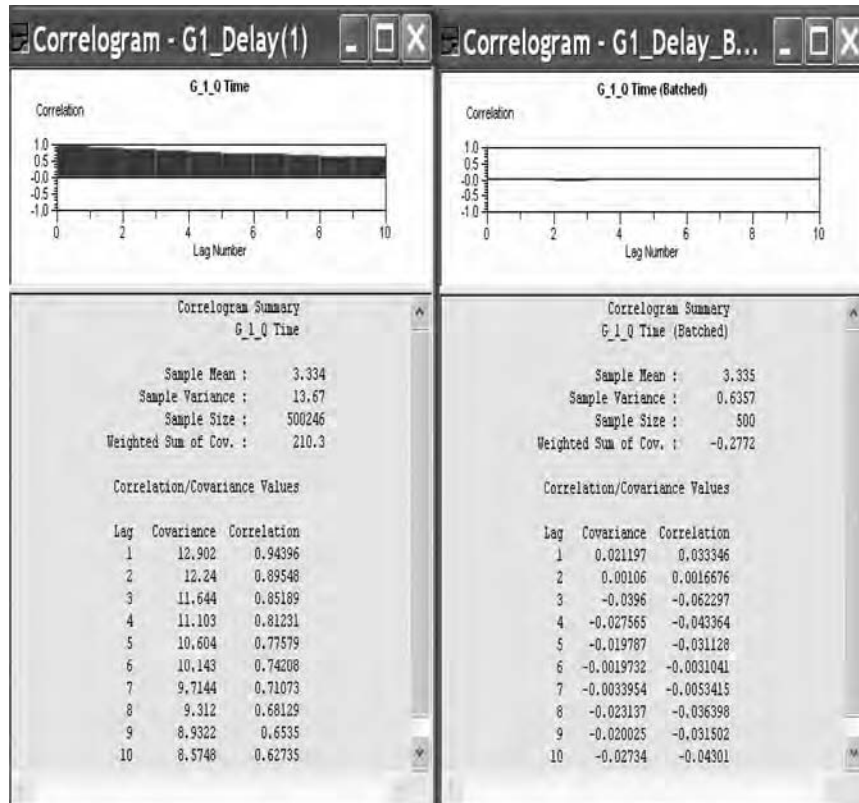 Correlogram - G1_Delay(1)
G_1_Q Time
Correlation
1.0
0.5
-0.0
-0.5
-1.0
0 2 4 6 8 10
Lag Number
Correlogram Summary
G_1_Q Time
Sample Mean : 3.334
Sample Variance : 13.67
Sample Size : 500246
Weighted Sum of Cov. : 210.3
Correlation/Covariance Values
Lag Covariance Correlation
1 12.902 0.94396
2 12.24 0.89548
3 11.644 0.85189
4 11.103 0.81231
5 10.604 0.77579
6 10.143 0.74208
7 9.7144 0.71073
8 9.312 0.68129
9 8.9322 0.6535
10 8.5748 0.62735
Correlogram - G1_Delay_B...
G_1_Q Time (Batched)
Correlation
1.0
0.5
-0.0
-0.5
-1.0
0 2 4 6 8 10
Lag Number
Correlogram Summary
G_1_Q Time (Batched)
Sample Mean : 3.335
Sample Variance : 0.6357
Sample Size : 500
Weighted Sum of Cov. : -0.2772
Correlation/Covariance Values
Lag Covariance Correlation
1 0.021197 0.033346
2 0.00106 0.0016676
3 -0.0396 -0.062297
4 -0.027565 -0.043364
5 -0.019787 -0.031128
6 -0.0019732 -0.0031041
7 -0.0033954 -0.0053415
8 -0.023137 -0.036398
9 -0.020025 -0.031502
10 -0.02734 -0.04301